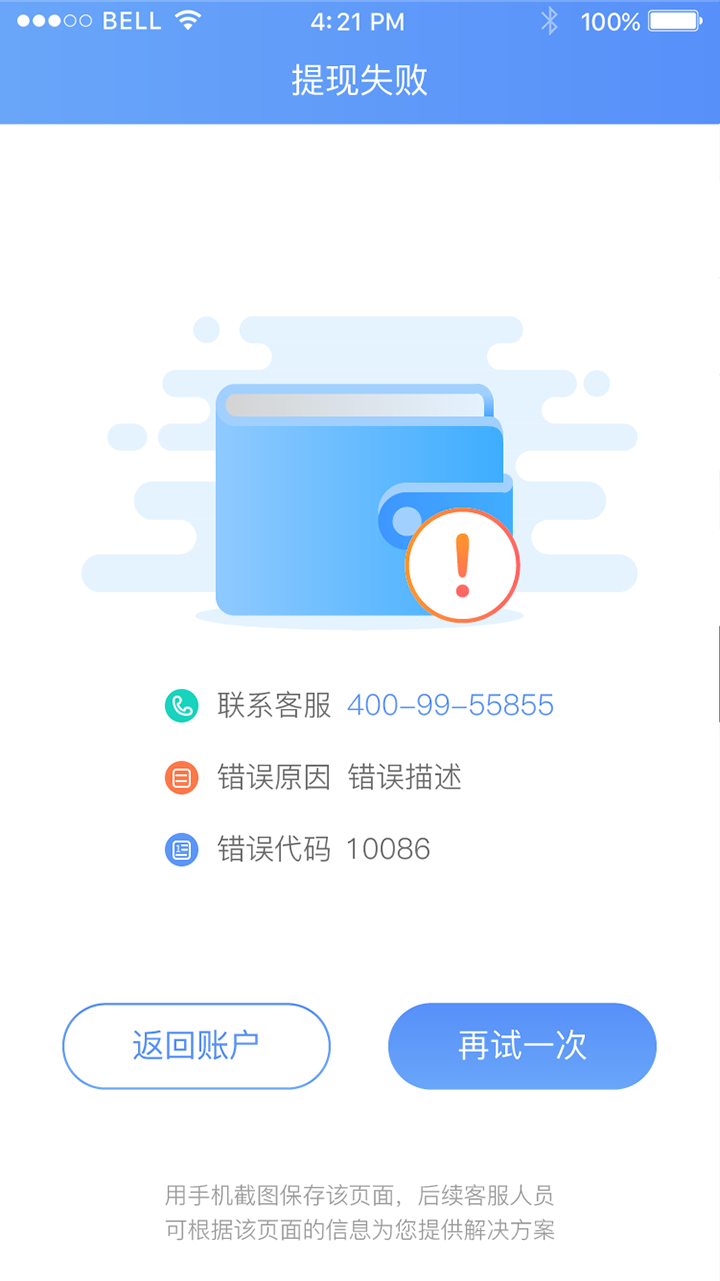 BELL 4:21 PM 100%
提现失败
联系客服 400-99-55855
错误原因 错误描述
错误代码 10086
返回账户 再试一次
用手机截图保存该页面，后续客服人员
可根据该页面的信息为您提供解决方案